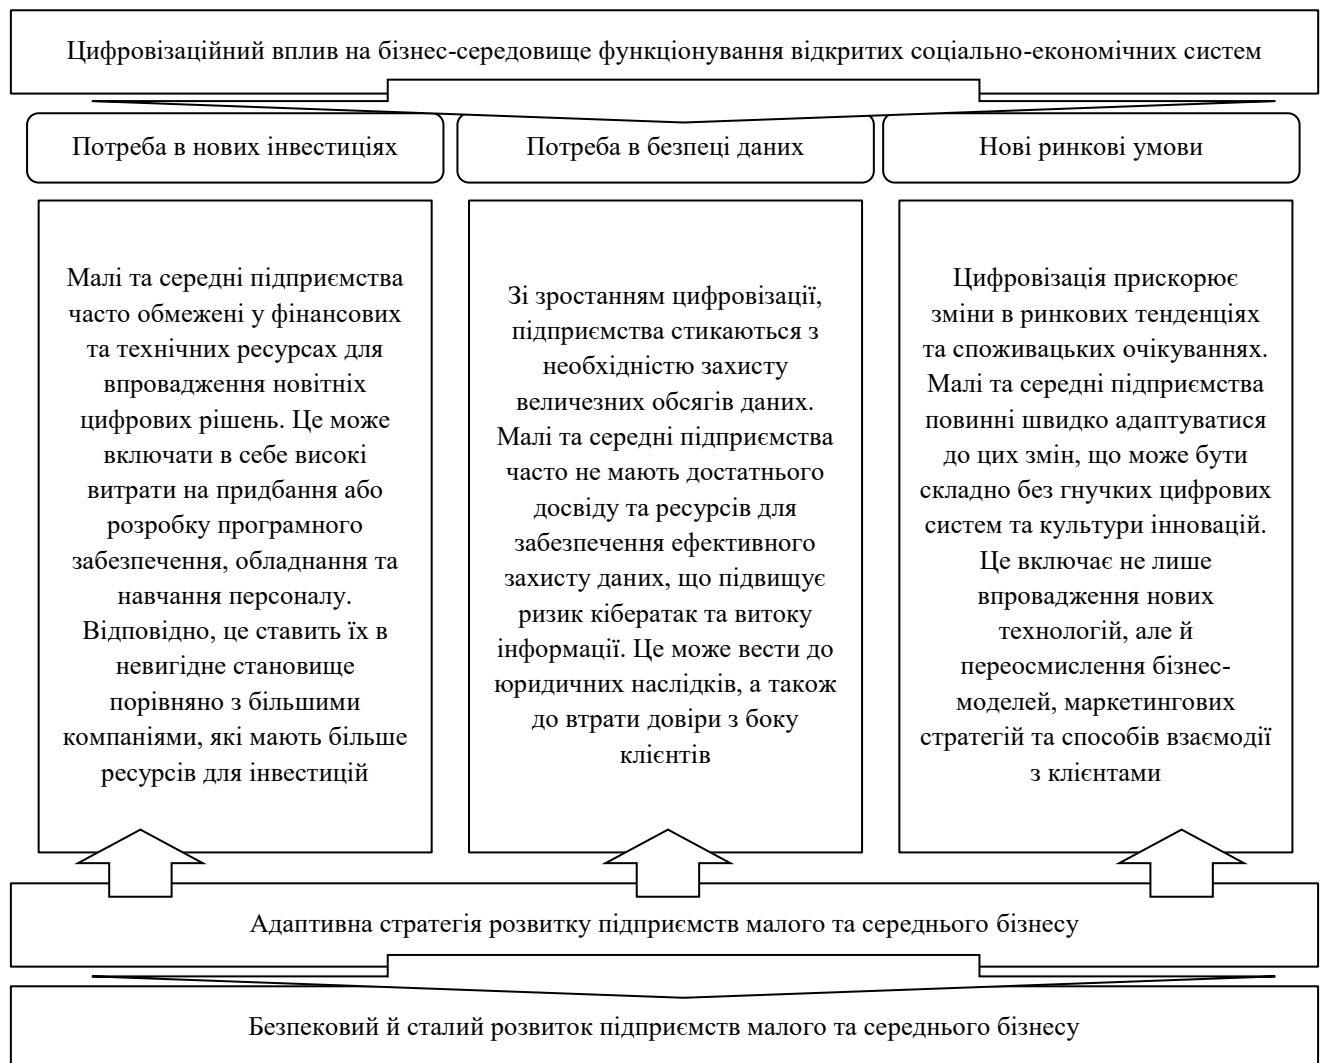 Цифровізаційний вплив на бізнес-середовище функціонування відкритих соціально-економічних систем
Потреба в нових інвестиціях
Потреба в безпеці даних
Нові ринкові умови
Малі та середні підприємства
часто обмежені у фінансових
та технічних ресурсах для
впровадження новітніх
цифрових рішень. Це може
включати в себе високі
витрати на придбання або
розробку програмного
забезпечення, обладнання та
навчання персоналу.
Відповідно, це ставить їх в
невигідне становище
порівняно з більшими
компаніями, які мають більше
ресурсів для інвестицій
Зі зростанням цифровізації,
підприємства стикаються з
необхідністю захисту
величезних обсягів даних.
Малі та середні підприємства
часто не мають достатнього
досвіду та ресурсів для
забезпечення ефективного
захисту даних, що підвищує
ризик кібератак та витоку
інформації. Це може вести до
юридичних наслідків, а також
до втрати довіри з боку
клієнтів
Цифровізація прискорює
зміни в ринкових тенденціях
та споживацьких очікуваннях.
Малі та середні підприємства
повинні швидко адаптуватися
до цих змін, що може бути
складно без гнучких цифрових
систем та культури інновацій.
Це включає не лише
впровадження нових
технологій, але й
переосмислення бізнес-
моделей, маркетингових
стратегій та способів взаємодії
з клієнтами
Адаптивна стратегія розвитку підприємств малого та середнього бізнесу
Безпековий й сталий розвиток підприємств малого та середнього бізнесу